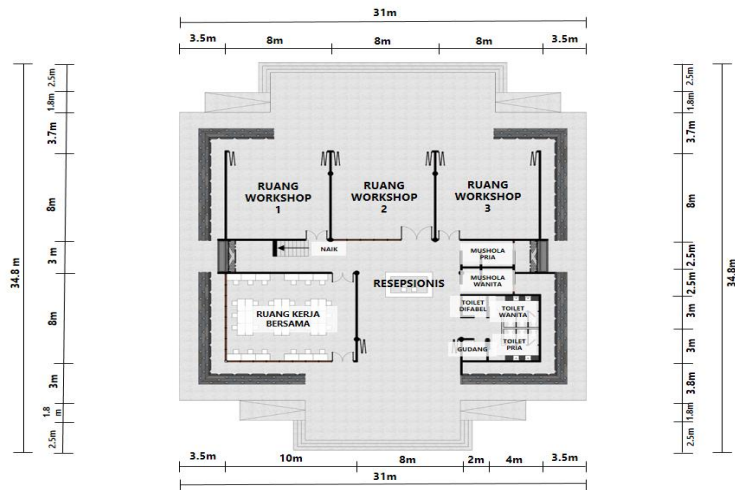 31m
3.5m 8m 8m 8m 3.5m
2.5m
1.8m
3.7m
8m
3 m
8m
3m
1.8 m
2.5m
34.8 m
RUANG WORKSHOP 1
RUANG WORKSHOP 2
RUANG WORKSHOP 3
NAIK
MUSHOLA PRIA
MUSHOLA WANITA
RESEPSIONIS
TOILET DIFABEL
TOILET WANITA
RUANG KERJA BERSAMA
GUDANG
TOILET PRIA
2.5m
1.8m
3.7m
8m
2.5m
2.5m
3m
3m
3.8m
1.8m
2.5m
34.8m
3.5m 10m 8m 2m 4m 3.5m
31m